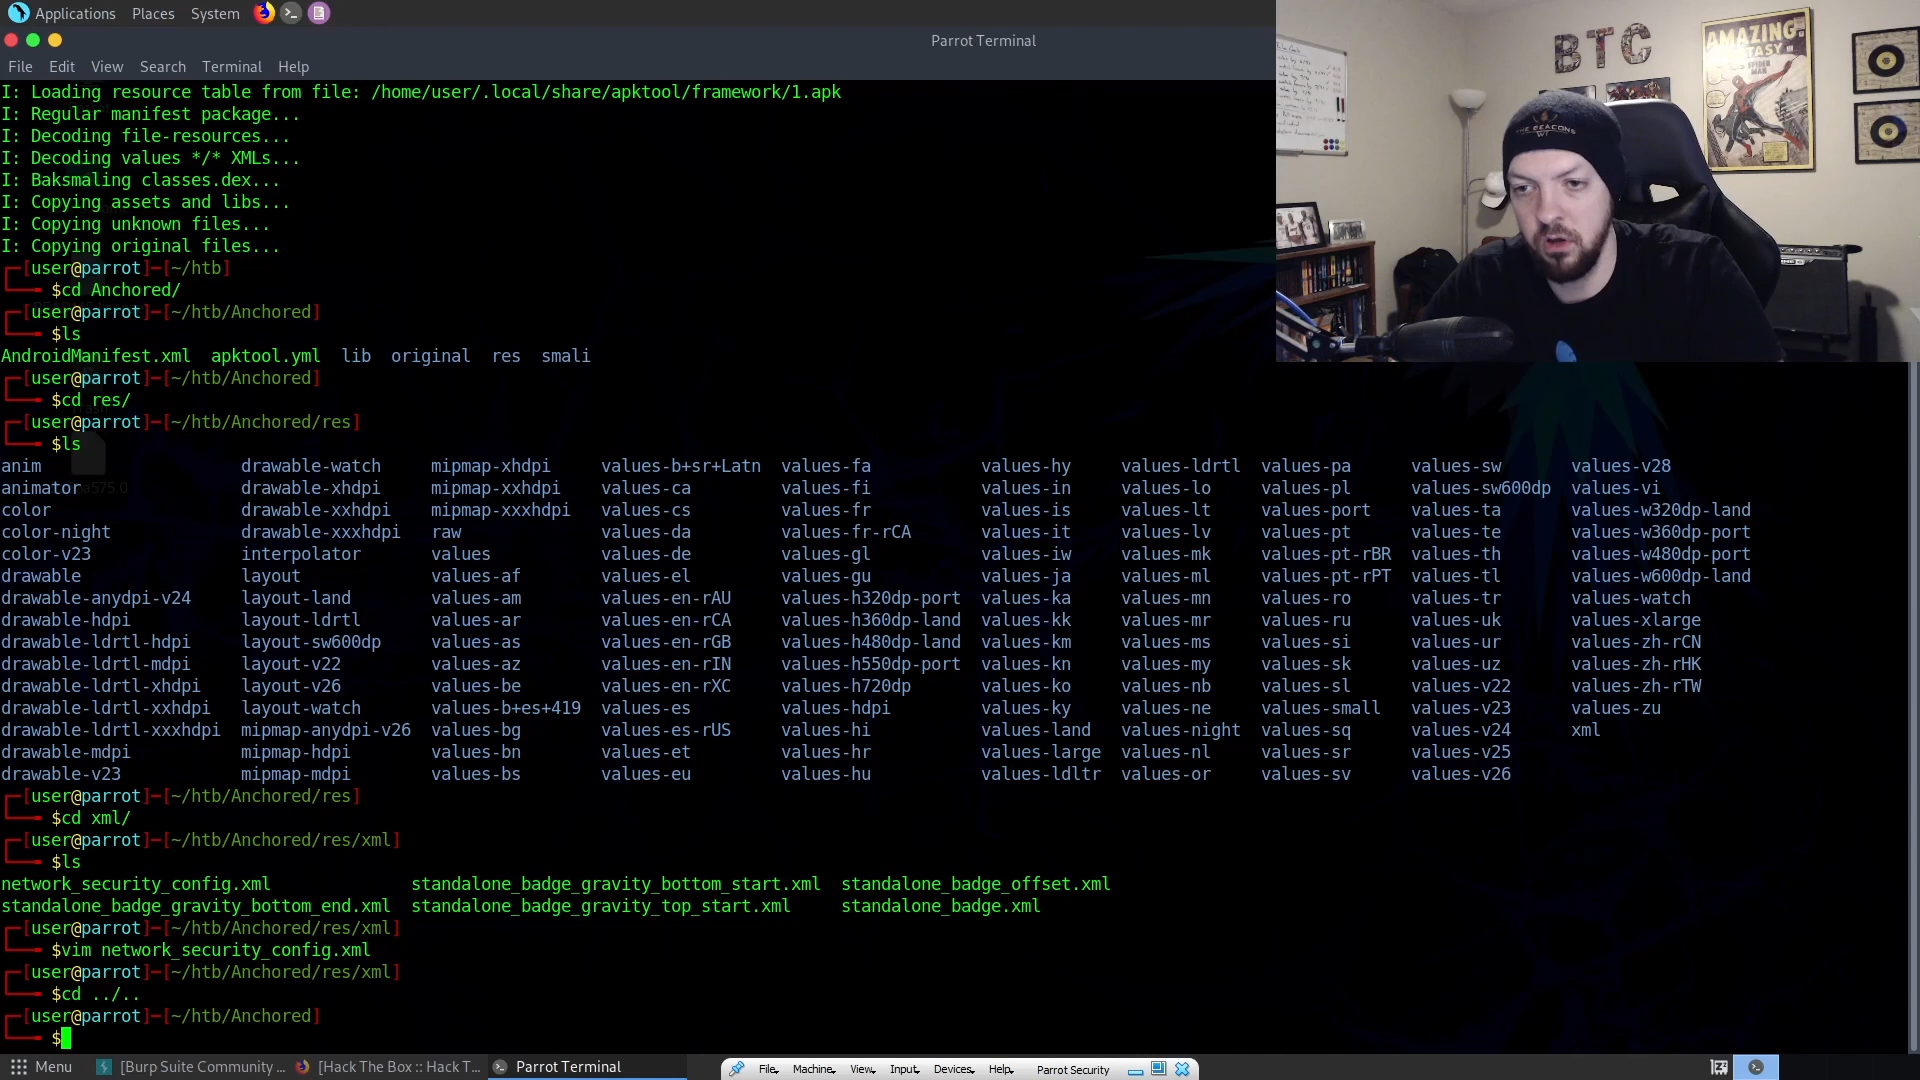 Applications Places System
Parrot Terminal
File Edit View Search Terminal Help
I: Loading resource table from file: /home/user/.local/share/apktool/framework/1.apk
I: Regular manifest package...
I: Decoding file-resources...
I: Decoding values */* XMLs...
I: Baksmaling classes.dex...
I: Copying assets and libs...
I: Copying unknown files...
I: Copying original files...
[user@parrot]-[~/htb]
$cd Anchored/
[user@parrot]-[~/htb/Anchored]
$ls
AndroidManifest.xml apktool.yml lib original res smali
[user@parrot]-[~/htb/Anchored]
$cd res/
[user@parrot]-[~/htb/Anchored/res]
$ls
anim drawable-watch mipmap-xhdpi values-b+sr+Latn values-fa values-hy values-ldrtl values-pa values-sw values-v28
animator drawable-xhdpi mipmap-xxhdpi values-ca values-fi values-in values-lo values-pl values-sw600dp values-vi
color drawable-xxhdpi mipmap-xxxhdpi values-cs values-fr values-is values-lt values-port values-ta values-w320dp-land
color-night drawable-xxxhdpi raw values-da values-fr-rCA values-it values-lv values-pt values-te values-w360dp-port
color-v23 interpolator values values-de values-gl values-iw values-mk values-pt-rBR values-th values-w480dp-port
drawable layout values-af values-el values-gu values-ja values-ml values-pt-rPT values-tl values-w600dp-land
drawable-anydpi-v24 layout-land values-am values-en-rAU values-h320dp-port values-ka values-mn values-ro values-tr values-watch
drawable-hdpi layout-ldrtl values-ar values-en-rCA values-h360dp-land values-kk values-mr values-ru values-uk values-xlarge
drawable-ldrtl-hdpi layout-sw600dp values-as values-en-rGB values-h480dp-land values-km values-ms values-si values-ur values-zh-rCN
drawable-ldrtl-mdpi layout-v22 values-az values-en-rIN values-h550dp-port values-kn values-my values-sk values-uz values-zh-rHK
drawable-ldrtl-xhdpi layout-v26 values-be values-en-rXC values-h720dp values-ko values-nb values-sl values-v22 values-zh-rTW
drawable-ldrtl-xxhdpi layout-watch values-b+es+419 values-es values-hdpi values-ky values-ne values-small values-v23 values-zu
drawable-ldrtl-xxxhdpi mipmap-anydpi-v26 values-bg values-es-rUS values-hi values-land values-night values-sq values-v24 xml
drawable-mdpi mipmap-hdpi values-bn values-et values-hr values-large values-nl values-sr values-v25
drawable-v23 mipmap-mdpi values-bs values-eu values-hu values-ldltr values-or values-sv values-v26
[user@parrot]-[~/htb/Anchored/res]
$cd xml/
[user@parrot]-[~/htb/Anchored/res/xml]
$ls
network_security_config.xml standalone_badge_gravity_bottom_start.xml standalone_badge_offset.xml
standalone_badge_gravity_bottom_end.xml standalone_badge_gravity_top_start.xml standalone_badge.xml
[user@parrot]-[~/htb/Anchored/res/xml]
$vim network_security_config.xml
[user@parrot]-[~/htb/Anchored/res/xml]
$cd ../..
[user@parrot]-[~/htb/Anchored]
$
BTC
AMAZING
FANTASY
SPIDER MAN
THE BEACONS
WI
Menu [Burp Suite Community ... [Hack The Box :: Hack T... Parrot Terminal
File Machine View Input Devices Help Parrot Security